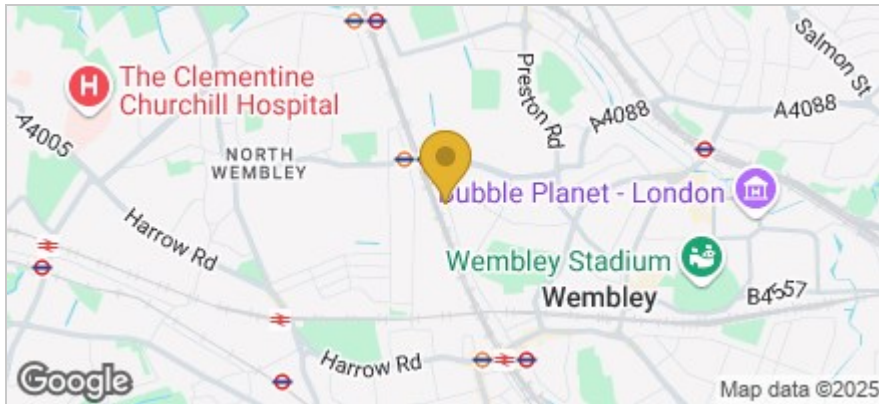 Salmon St
The Clementine
Churchill Hospital
H
A4005
Preston Rd
A4088
A4088
NORTH
WEMBLEY
Bubble Planet - London
Harrow Rd
Wembley Stadium
Wembley
B4557
Harrow Rd
Google
Map data ©2025